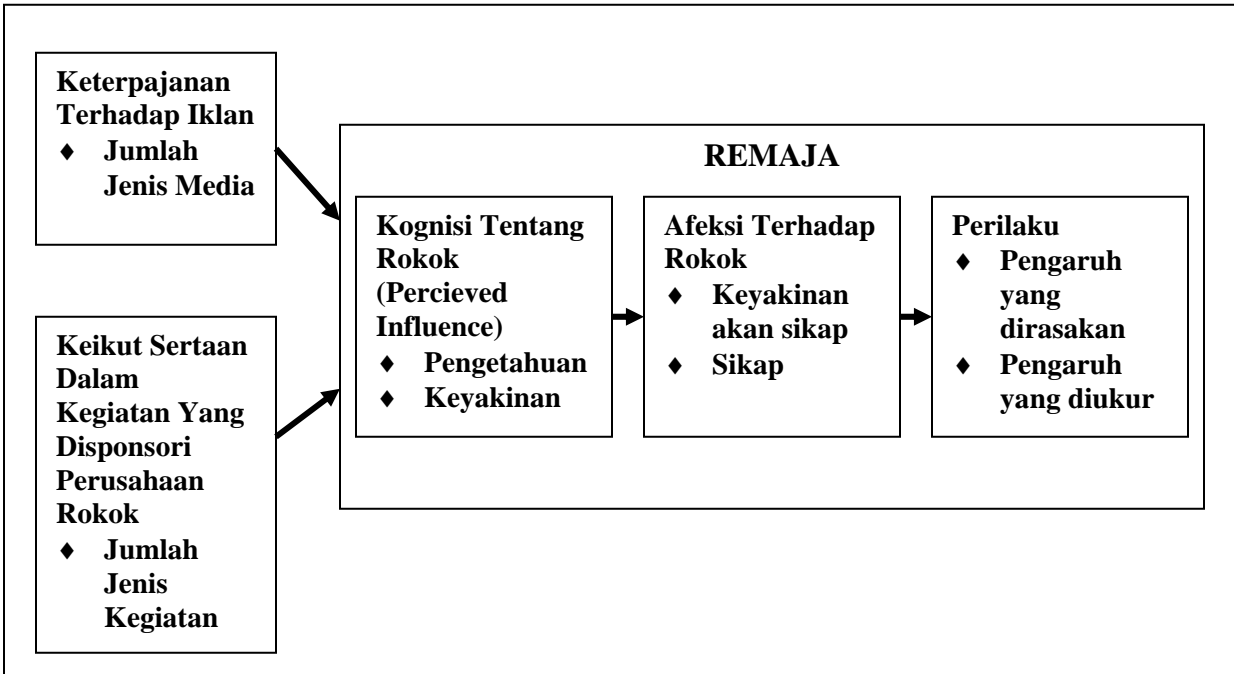 Keterpajanan
Terhadap Iklan
♦ Jumlah
Jenis Media
Keikut Sertaan
Dalam
Kegiatan Yang
Disponsori
Perusahaan
Rokok
♦ Jumlah
Jenis
Kegiatan
REMAJA
Kognisi Tentang
Rokok
(Percieved
Influence)
♦ Pengetahuan
♦ Keyakinan
Afeksi Terhadap
Rokok
♦ Keyakinan
akan sikap
♦ Sikap
Perilaku
♦ Pengaruh
yang
dirasakan
♦ Pengaruh
yang diukur